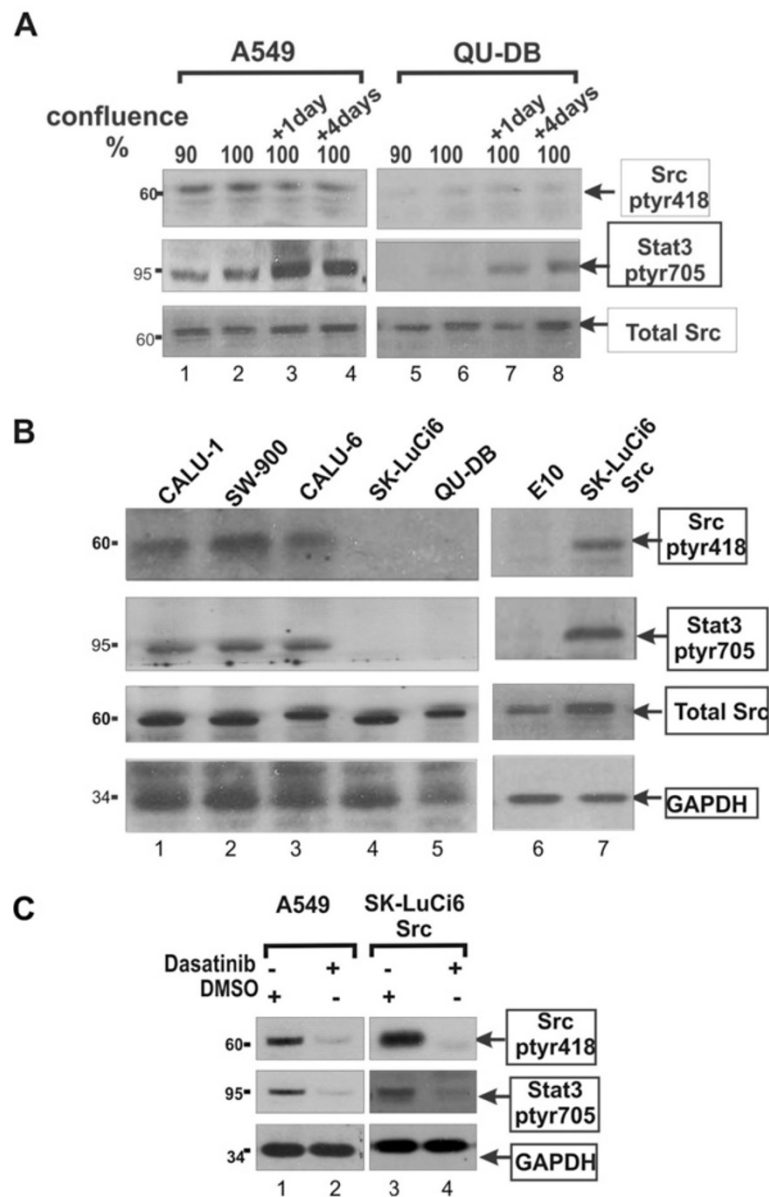 A
A549 QU-DB
confluence %
+1day +4days +1day +4days
90 100 100 100 90 100 100 100
60 Src ptyr418
95 Stat3 ptyr705
60 Total Src
1 2 3 4 5 6 7 8
B
CALU-1 SW-900 CALU-6 SK-LuCi6 QU-DB E10 SK-LuCi6 Src
60 Src ptyr418
95 Stat3 ptyr705
60 Total Src
34 GAPDH
1 2 3 4 5 6 7
C
A549 SK-LuCi6 Src
Dasatinib - + - +
DMSO + - + -
60 Src ptyr418
95 Stat3 ptyr705
34 GAPDH
1 2 3 4